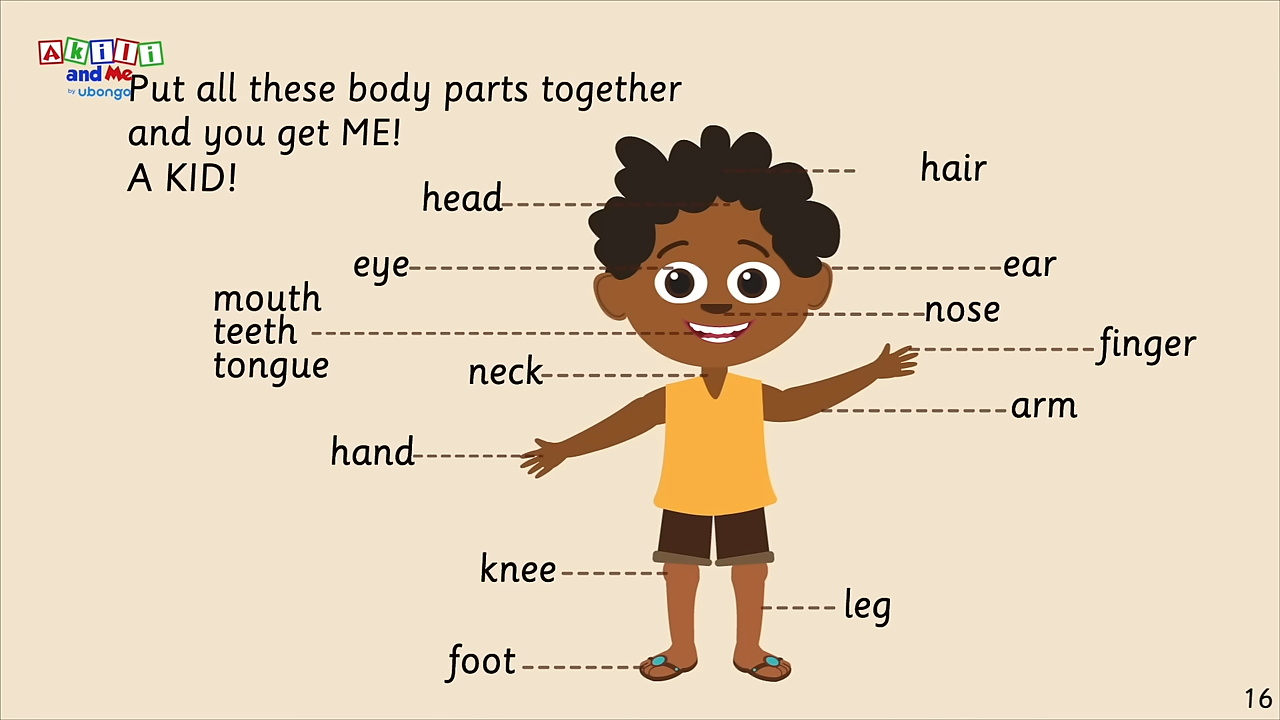 Akili
and Me
by ubongo
Put all these body parts together
and you get ME!
A KID!
hair
head
eye
ear
mouth
teeth
tongue
nose
finger
neck
arm
hand
knee
leg
foot
16